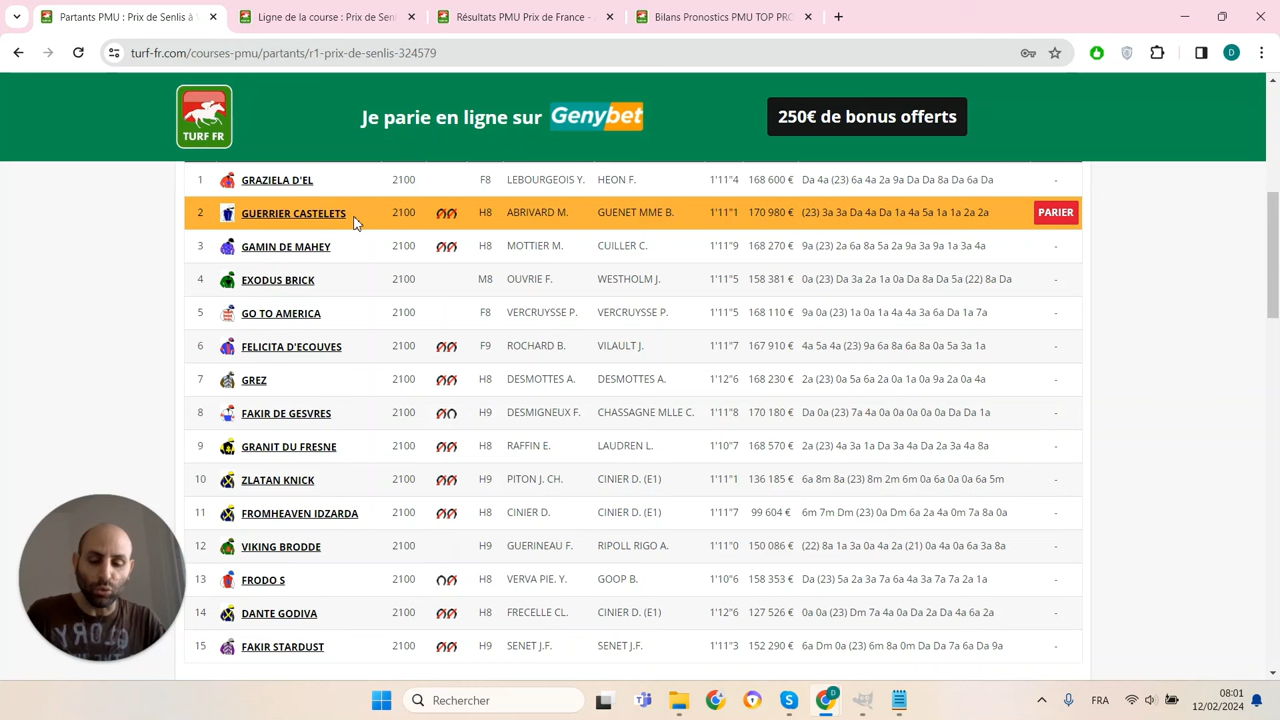 Partants PMU : Prix de Senlis à
Ligne de la course : Prix de Sen
Résultats PMU Prix de France -
Bilans Pronostics PMU TOP PRO
turf-fr.com/courses-pmu/partants/r1-prix-de-senlis-324579
TURF FR
Je parie en ligne sur Genybet
250€ de bonus offerts
1 GRAZIELA D'EL 2100 F8 LEBOURGEOIS Y. HEON F. 1'11"4 168 600 € Da 4a (23) 6a 4a 2a 9a Da Da 8a Da 6a Da -
2 GUERRIER CASTELETS 2100 H8 ABRIVARD M. GUENET MME B. 1'11"1 170 980 € (23) 3a 3a Da 4a Da 1a 4a 5a 1a 1a 2a 2a PARIER
3 GAMIN DE MAHEY 2100 H8 MOTTIER M. CUILLER C. 1'11"9 168 270 € 9a (23) 2a 6a 8a 5a 2a 9a 3a Da 1a 3a 4a -
4 EXODUS BRICK 2100 M8 OUVRIE F. WESTHOLM J. 1'11"5 158 381 € 0a (23) Da 3a 2a 1a 0a Da 8a Da 5a (22) 8a Da -
5 GO TO AMERICA 2100 F8 VERCRUYSSE P. VERCRUYSSE P. 1'11"5 168 110 € 9a 0a (23) 1a 0a 1a 4a 4a 3a 6a Da 1a 7a -
6 FELICITA D'ECOUVES 2100 F9 ROCHARD B. VILAULT J. 1'11"7 167 910 € 4a 5a 4a (23) 9a 6a 8a 6a 8a 0a 5a 3a 1a -
7 GREZ 2100 H8 DESMOTTES A. DESMOTTES A. 1'12"6 168 230 € 2a (23) 0a 5a 6a 2a 0a 1a 0a 9a 2a 0a 4a -
8 FAKIR DE GESVRES 2100 H9 DESMIGNEUX F. CHASSAGNE MLLE C. 1'11"8 170 180 € Da 0a (23) 7a 4a 0a 0a 0a 6a 0a Da Da 1a -
9 GRANIT DU FRESNE 2100 H8 RAFFIN E. LAUDREN L. 1'10"7 168 570 € 2a (23) 4a 3a 1a Da 3a 4a Da 2a 3a 4a 8a -
10 ZLATAN KNICK 2100 H9 PITON J. CH. CINIER D. (E1) 1'11"1 136 185 € 6a 8m 8a (23) 8m 2m 6m 0a 6a 0a 0a 6a 5m -
11 FROMHEAVEN IDZARDA 2100 H8 CINIER D. CINIER D. (E1) 1'11"7 99 604 € 6m 7m Dm (23) 0a Dm 6a 2a 4a 0m 7a 8a 0a -
12 VIKING BRODDE 2100 H9 GUERINEAU F. RIPOLL RIGO A. 1'11"0 150 086 € (22) 8a 1a 3a 0a 4a 2a (21) 0a 4a 0a 6a 3a 8a -
13 FRODO S 2100 H8 VERVA PIE. Y. GOOP B. 1'10"6 158 353 € Da (23) 5a 2a 3a 7a 6a 4a 3a 7a 7a 2a 1a -
14 DANTE GODIVA 2100 H8 FRECELLE CL. CINIER D. (E1) 1'12"6 127 526 € 0a 0a (23) Dm 7a 4a 0a Da 2a Da 4a 6a 2a -
15 FAKIR STARDUST 2100 H9 SENET J.F. SENET J.F. 1'11"3 152 290 € 6a Dm 0a (23) 6m 8a 0m Da Da 7a 6a Da 9a -
GLORY
Rechercher
FRA
08:01
12/02/2024